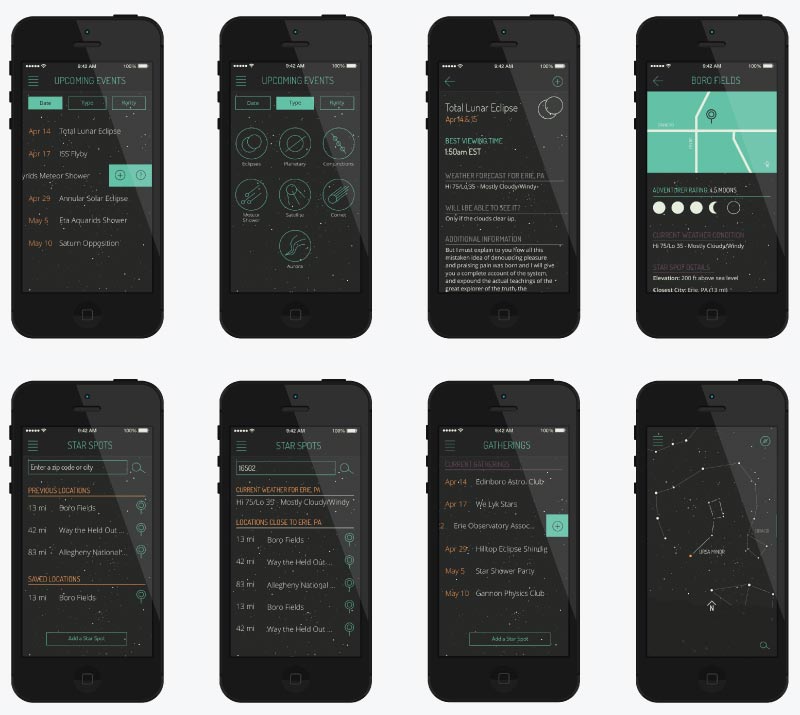 9:42 AM 100%
UPCOMING EVENTS
Date Type Rarity
Apr 14 Total Lunar Eclipse
Apr 17 ISS Flyby
yrids Meteor Shower
Apr 29 Annular Solar Eclipse
May 5 Eta Aquarids Shower
May 10 Saturn Opposition
9:42 AM 100%
UPCOMING EVENTS
Date Type Rarity
Eclipses Planetary Conjunctions
Meteor
Shower Satellite Comet
Aurora
9:42 AM 100%
Total Lunar Eclipse
Apr 14 & 15
BEST VIEWING TIME
1:50am EST
WEATHER FORECAST FOR ERIE, PA
Hi 75/Lo 35 - Mostly Cloudy/Windy
WILL I BE ABLE TO SEE IT?
Only if the clouds clear up.
ADDITIONAL INFORMATION
But I must explain to you how all this
mistaken idea of denouncing pleasure
and praising pain was born and I will give
you a complete account of the system,
and expound the actual teachings of the
great explorer of the truth, the
9:42 AM 100%
BORO FIELDS
ADVENTURER RATING: 3.5 MOONS
CURRENT WEATHER CONDITION
Hi 75/Lo 35 - Mostly Cloudy/Windy
STAR SPOT DETAILS
Elevation: 200 ft above sea level
Closest City: Erie, PA (13 mi)
9:42 AM 100%
STAR SPOTS
Enter a zip code or city
PREVIOUS LOCATIONS
13 mi Boro Fields
42 mi Way the Held Out ...
83 mi Allegheny National...
SAVED LOCATIONS
13 mi Boro Fields
Add a Star Spot
9:42 AM 100%
STAR SPOTS
16502
CURRENT WEATHER FOR ERIE, PA
Hi 75/Lo 35 - Mostly Cloudy/Windy
LOCATIONS CLOSE TO ERIE, PA
13 mi Boro Fields
42 mi Way the Held Out ...
83 mi Allegheny National ...
13 mi Boro Fields
42 mi Way the Held Out ...
9:42 AM 100%
GATHERINGS
CURRENT GATHERINGS
Apr 14 Edinboro Astro. Club
Apr 17 We Lyk Stars
22 Erie Observatory Assoc...
Apr 29 Hilltop Eclipse Shindig
May 5 Star Shower Party
May 10 Gannon Physics Club
Add a Star Spot
URSA MINOR
N